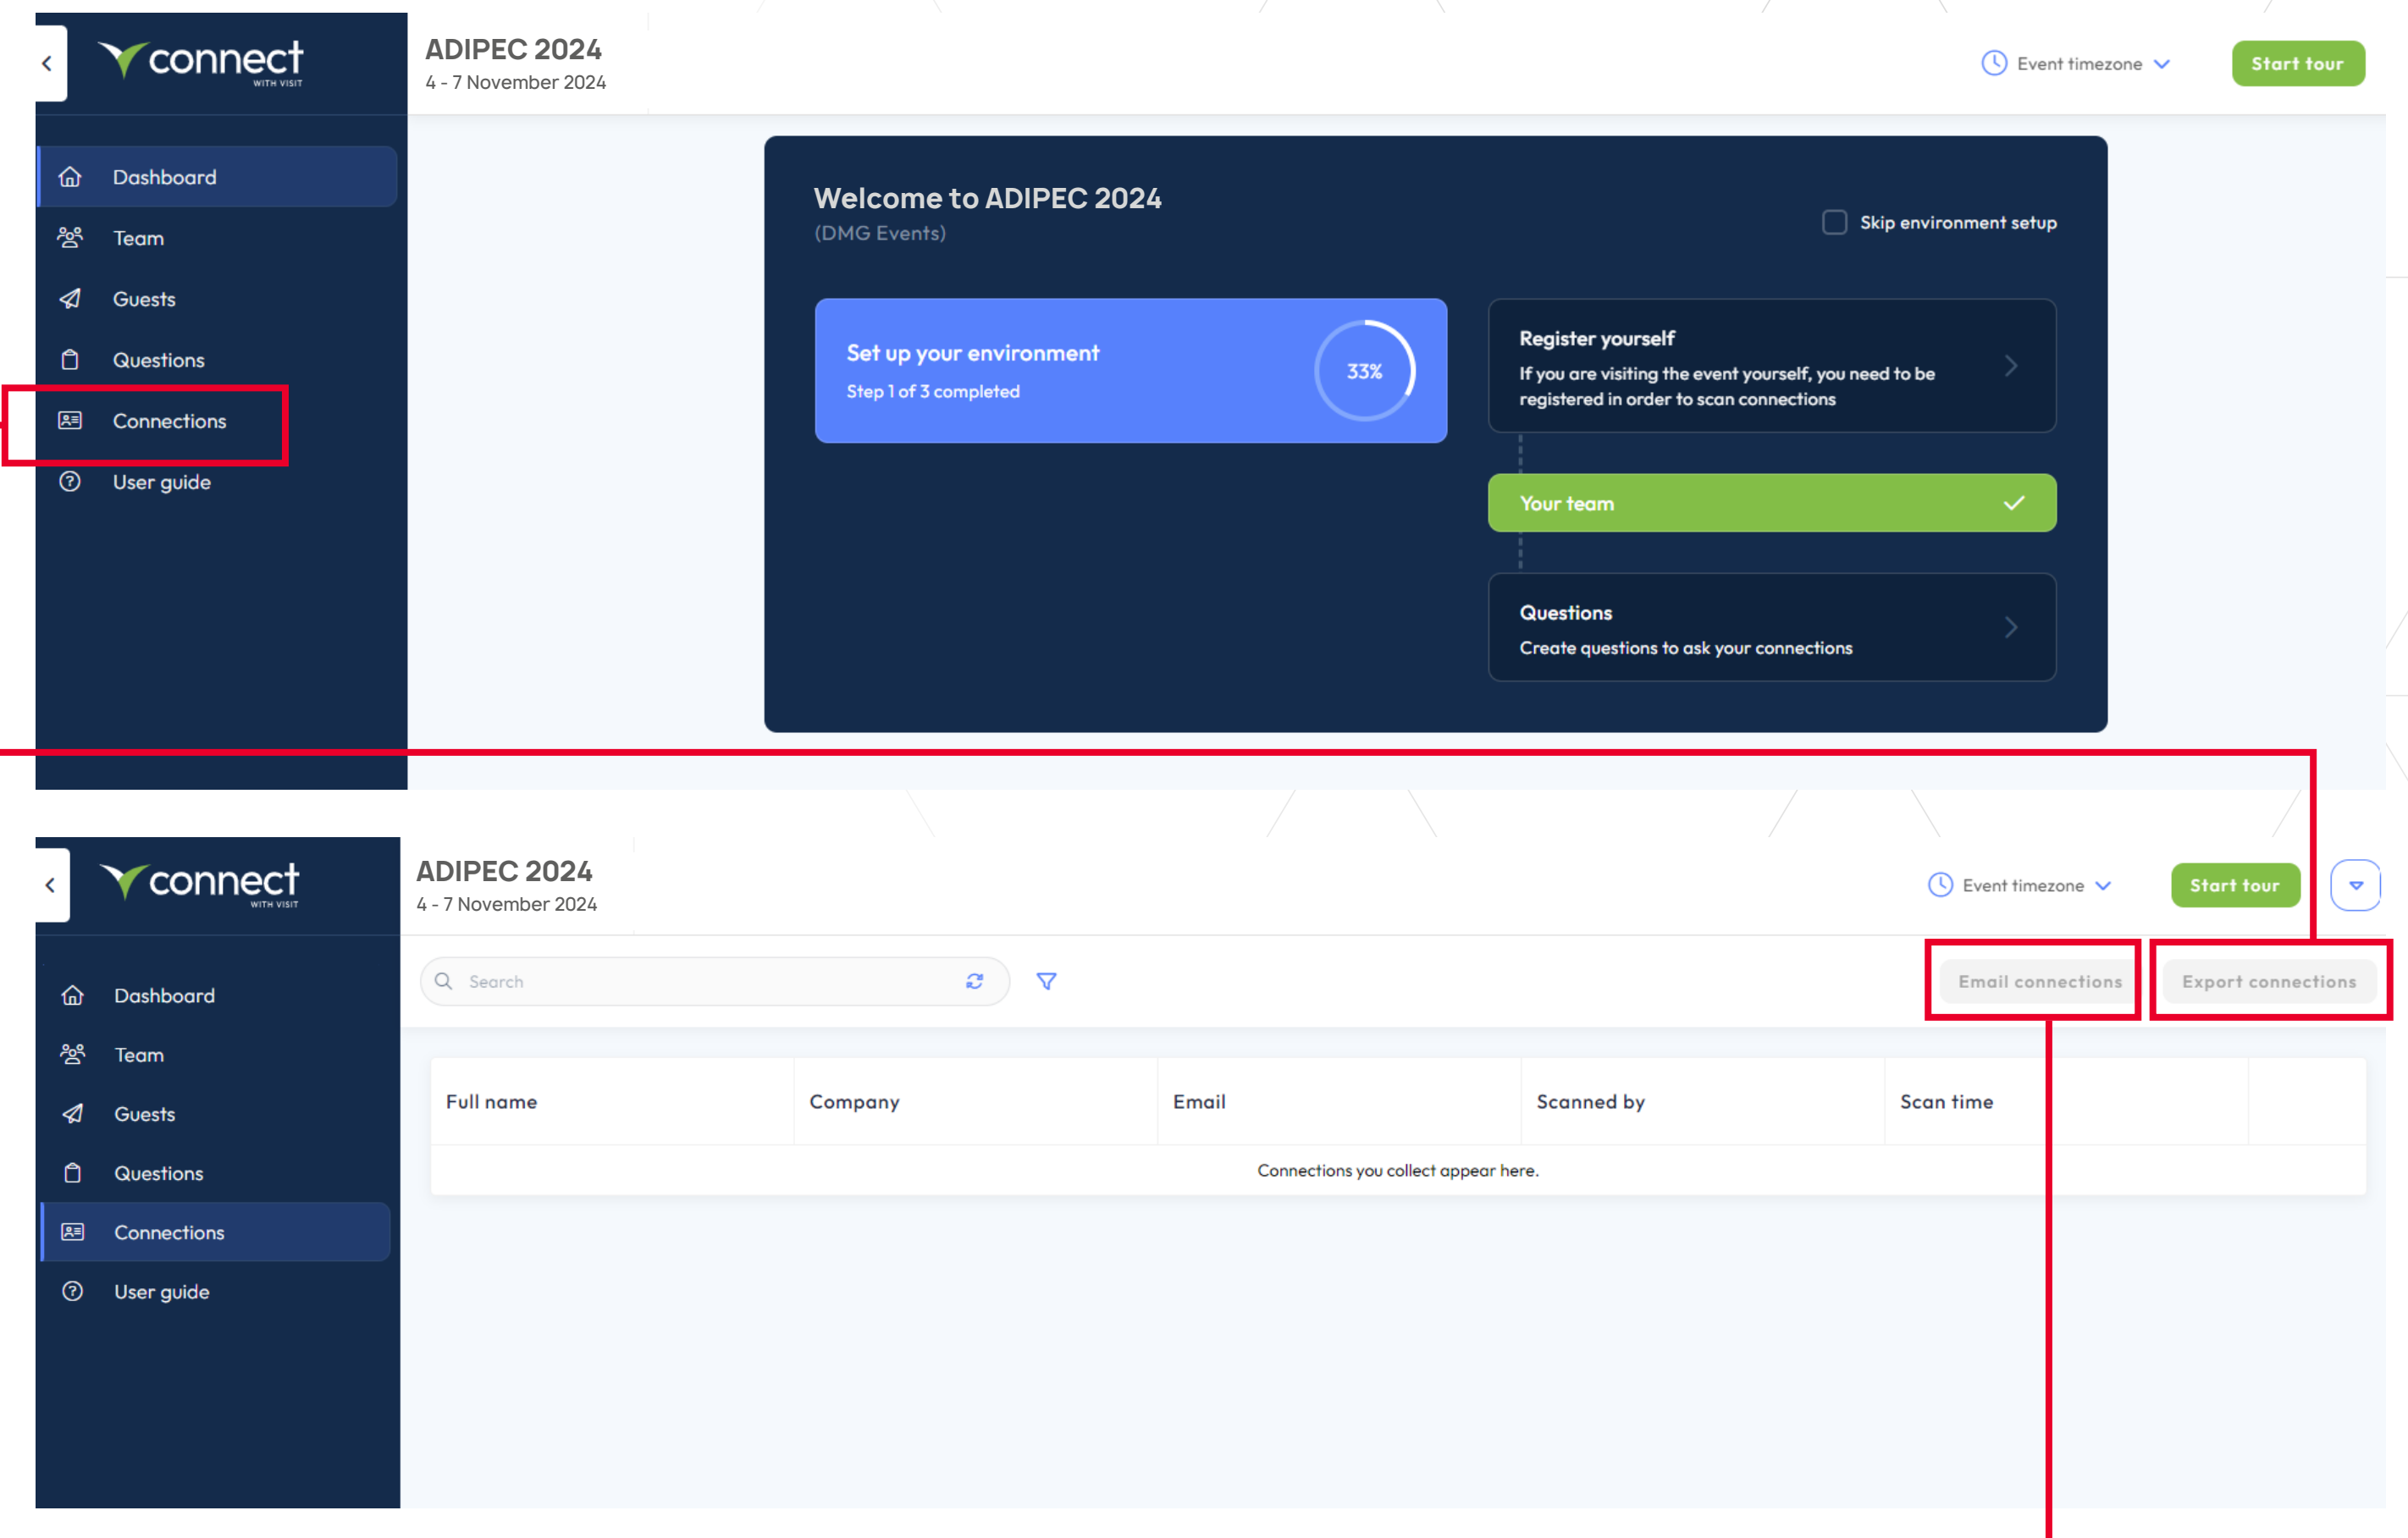 connect
WITH VISIT
ADIPEC 2024
4 - 7 November 2024
Event timezone
Start tour
Dashboard
Team
Guests
Questions
Connections
User guide
Welcome to ADIPEC 2024
(DMG Events)
Skip environment setup
Set up your environment
Step 1 of 3 completed
33%
Register yourself
If you are visiting the event yourself, you need to be
registered in order to scan connections
Your team
Questions
Create questions to ask your connections
connect
WITH VISIT
ADIPEC 2024
4 - 7 November 2024
Event timezone
Start tour
Dashboard
Team
Guests
Questions
Connections
User guide
Search
Email connections
Export connections
Full name
Company
Email
Scanned by
Scan time
Connections you collect appear here.